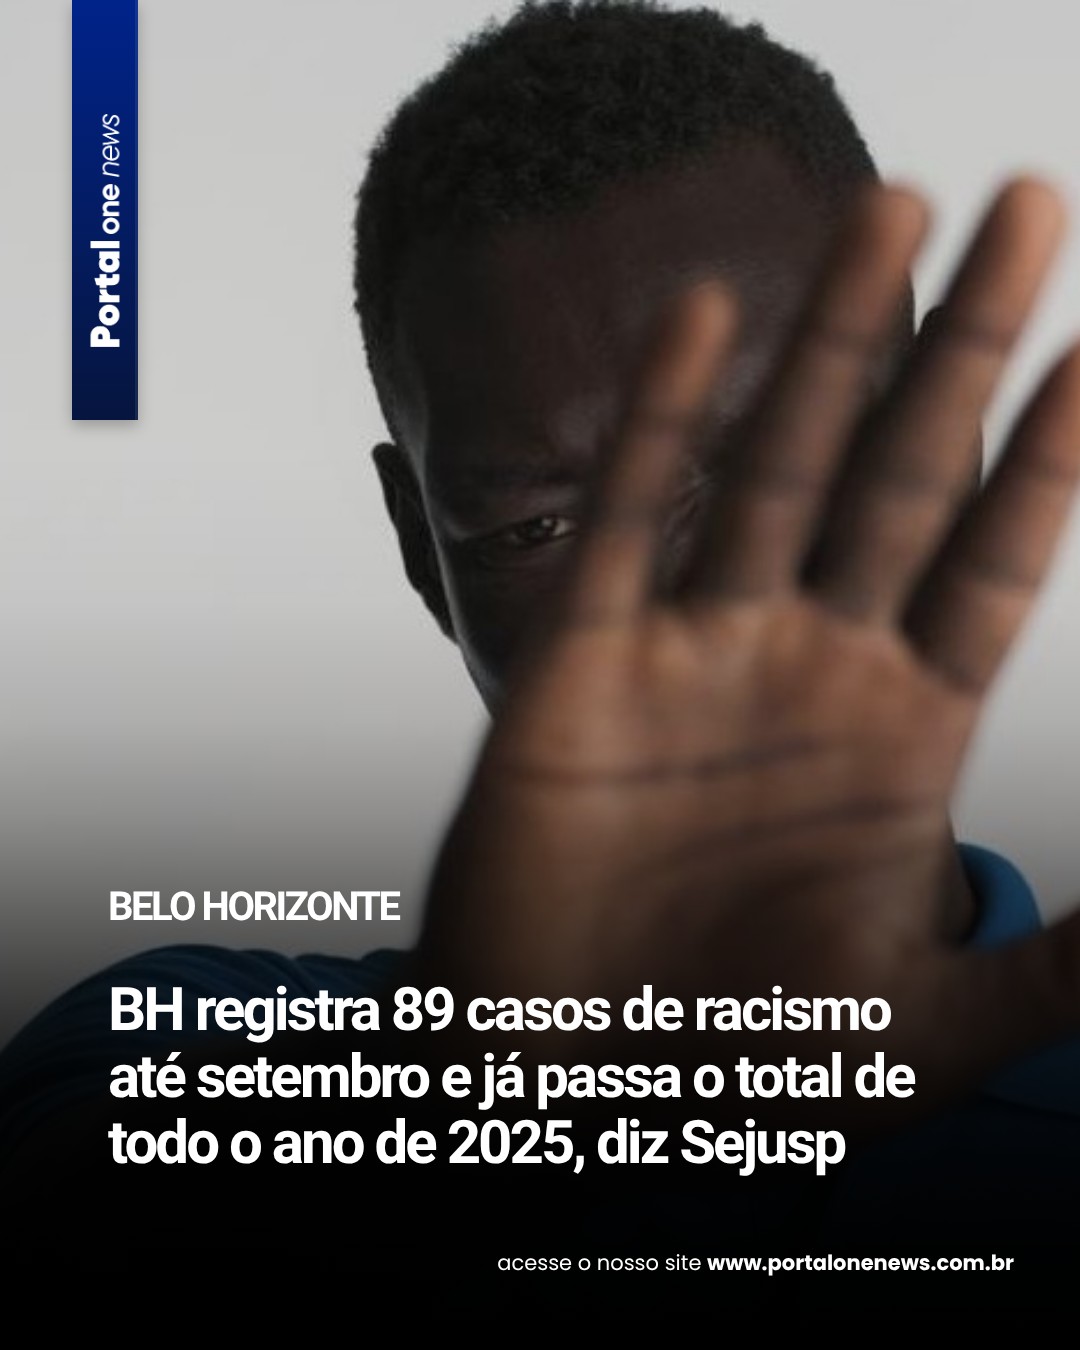 Portal one news
BELO HORIZONTE
BH registra 89 casos de racismo
até setembro e já passa o total de
todo o ano de 2025, diz Sejusp
acesse o nosso site www.portalonenews.com.br